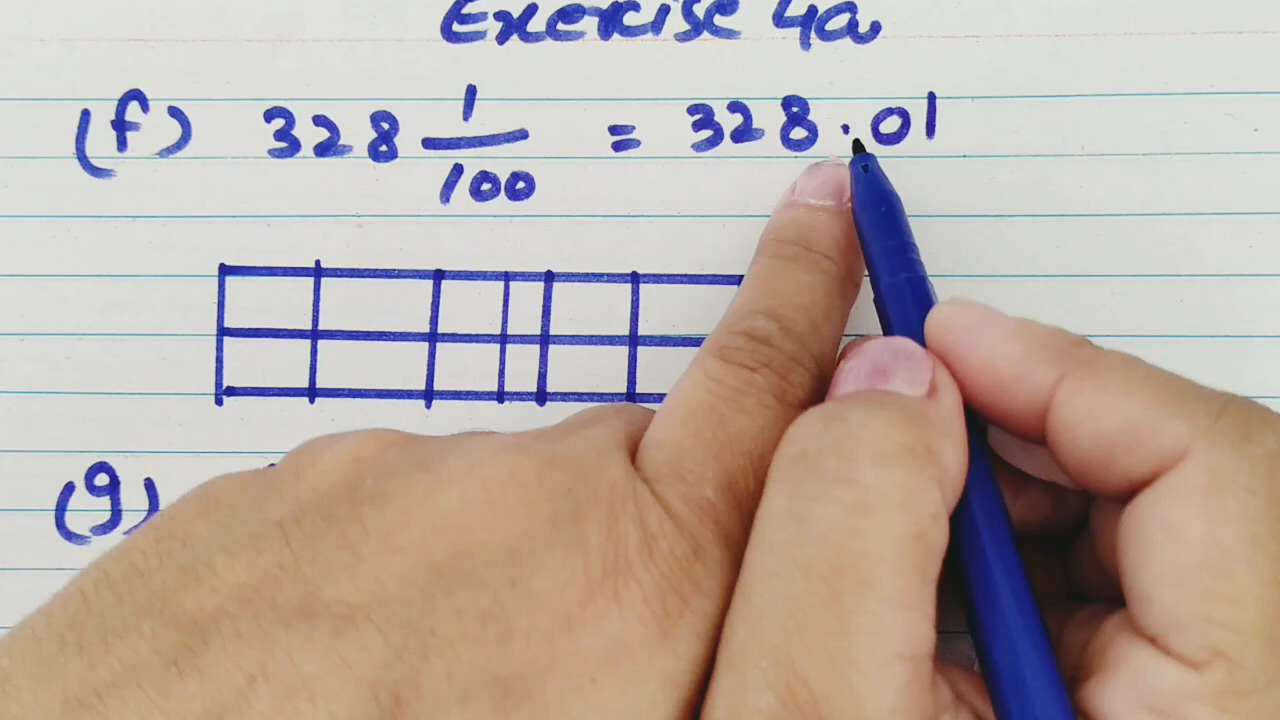 Exercise 4a
(f) 328 1/100 = 328.01
(g)